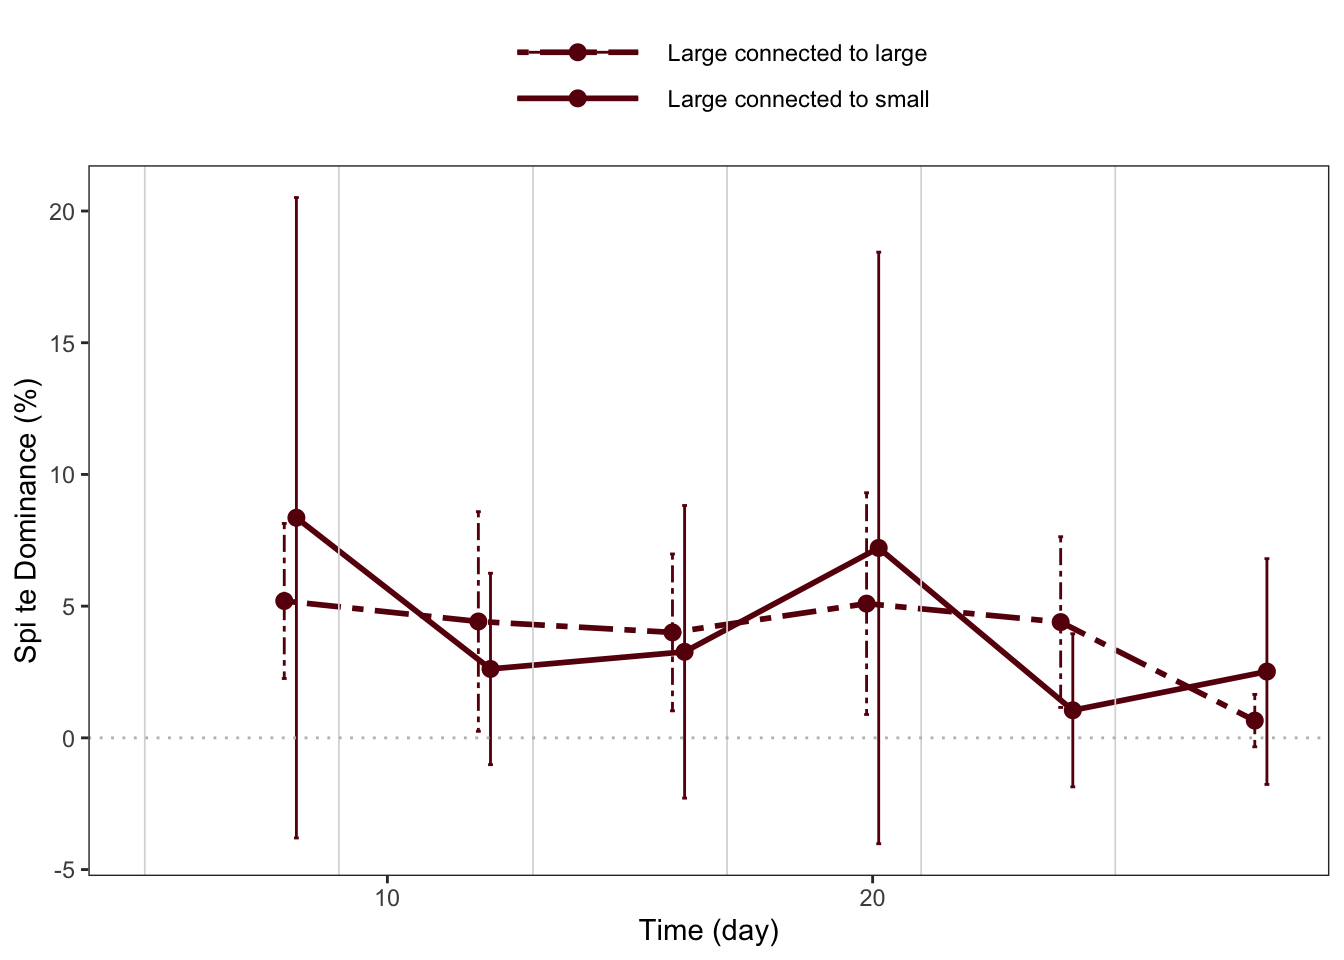 Large connected to large
Large connected to small
20
15
10
5
0
-5
Spi te Dominance (%)
10
20
Time (day)